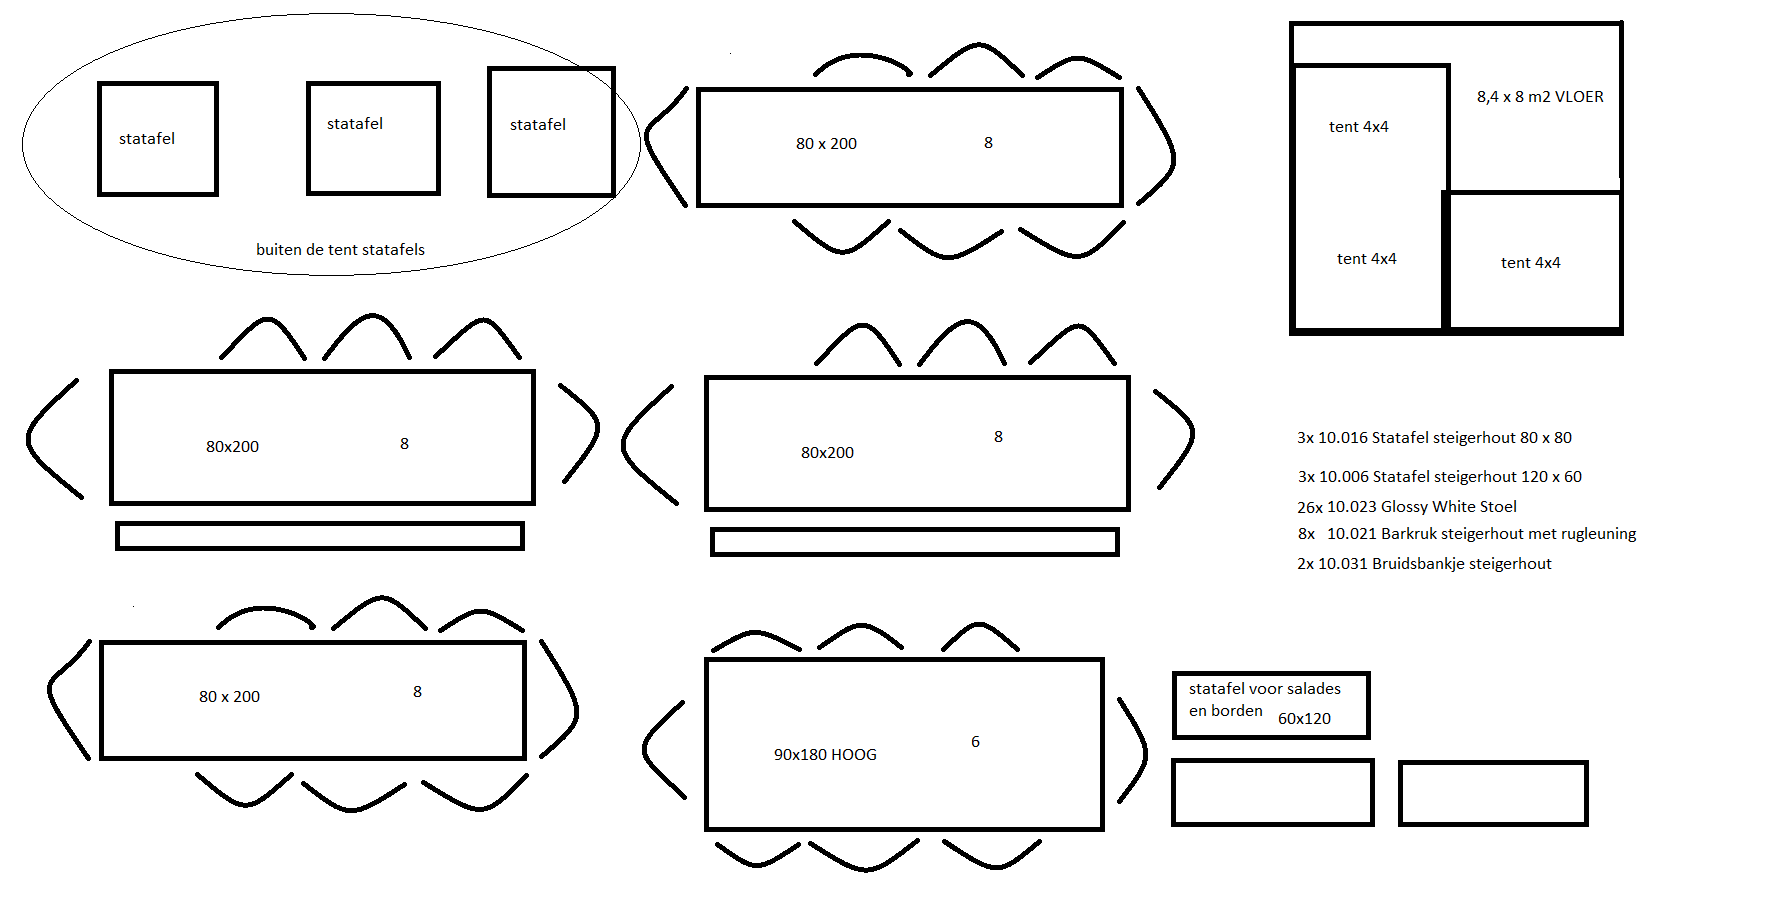 statafel
statafel
statafel
buiten de tent statafels
80 x 200
8
8,4 x 8 m2 VLOER
tent 4x4
tent 4x4
tent 4x4
80x200
8
80x200
8
3x 10.016 Statafel steigerhout 80 x 80
3x 10.006 Statafel steigerhout 120 x 60
26x 10.023 Glossy White Stoel
8x 10.021 Barkruk steigerhout met rugleuning
2x 10.031 Bruidsbankje steigerhout
80 x 200
8
90x180 HOOG
6
statafel voor salades
en borden 60x120